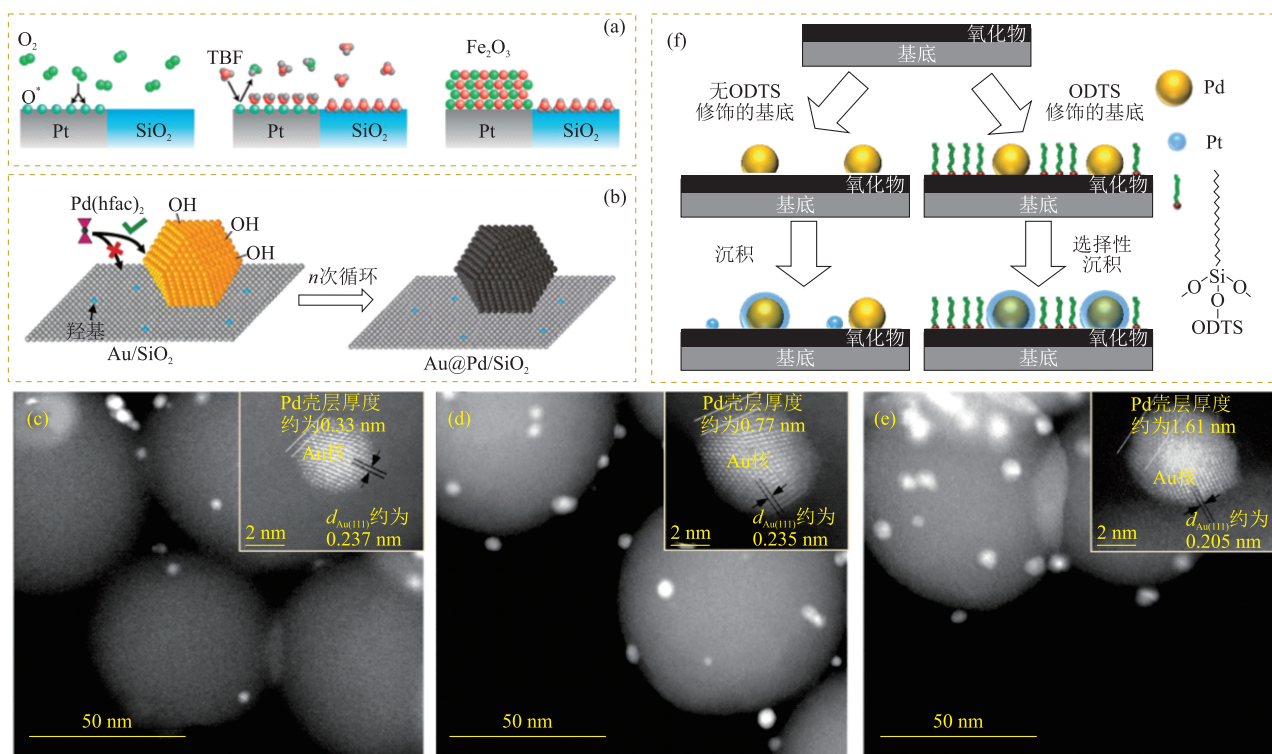 (a)
O₂
O*
Pt
SiO₂
TBF
Pt
SiO₂
Fe₂O₃
Pt
SiO₂
(b)
Pd(hfac)₂
OH
OH
OH
羟基
Au/SiO₂
n次循环
Au@Pd/SiO₂
(f)
氧化物
基底
无ODTS
修饰的基底
ODTS
修饰的基底
Pd
Pt
氧化物
基底
氧化物
基底
沉积
选择性
沉积
氧化物
基底
氧化物
基底
Si
O
O
O
ODTS
(c)
Pd壳层厚度
约为0.33 nm
Au核
2 nm
dAu(111)约为
0.237 nm
50 nm
(d)
Pd壳层厚度
约为0.77 nm
Au核
2 nm
dAu(111)约为
0.235 nm
50 nm
(e)
Pd壳层厚度
约为1.61 nm
Au核
2 nm
dAu(111)约为
0.205 nm
50 nm